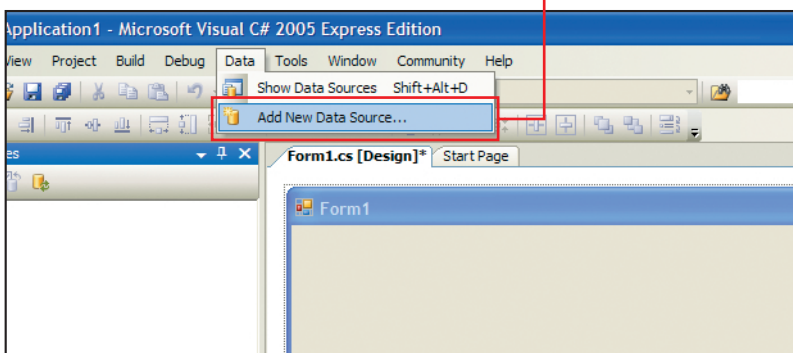 Application1 - Microsoft Visual C# 2005 Express Edition
View Project Build Debug Data Tools Window Community Help
Show Data Sources Shift+Alt+D
Add New Data Source...
Form1.cs [Design]* Start Page
Form1